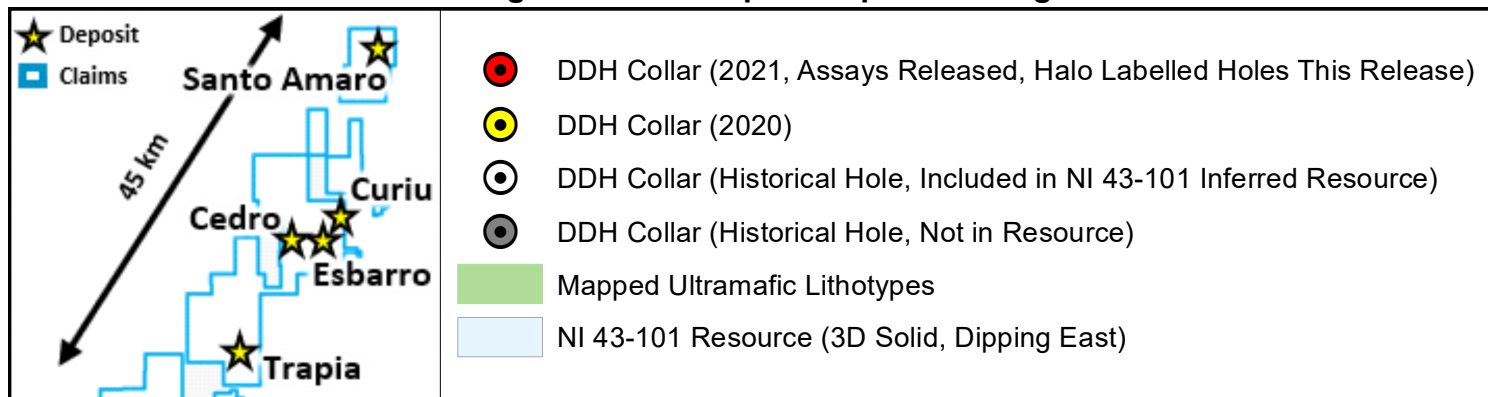 Deposit
Claims
Santo Amaro
45 km
Curiu
Cedro
Esbarro
Trapia
DDH Collar (2021, Assays Released, Halo Labelled Holes This Release)
DDH Collar (2020)
DDH Collar (Historical Hole, Included in NI 43-101 Inferred Resource)
DDH Collar (Historical Hole, Not in Resource)
Mapped Ultramafic Lithotypes
NI 43-101 Resource (3D Solid, Dipping East)